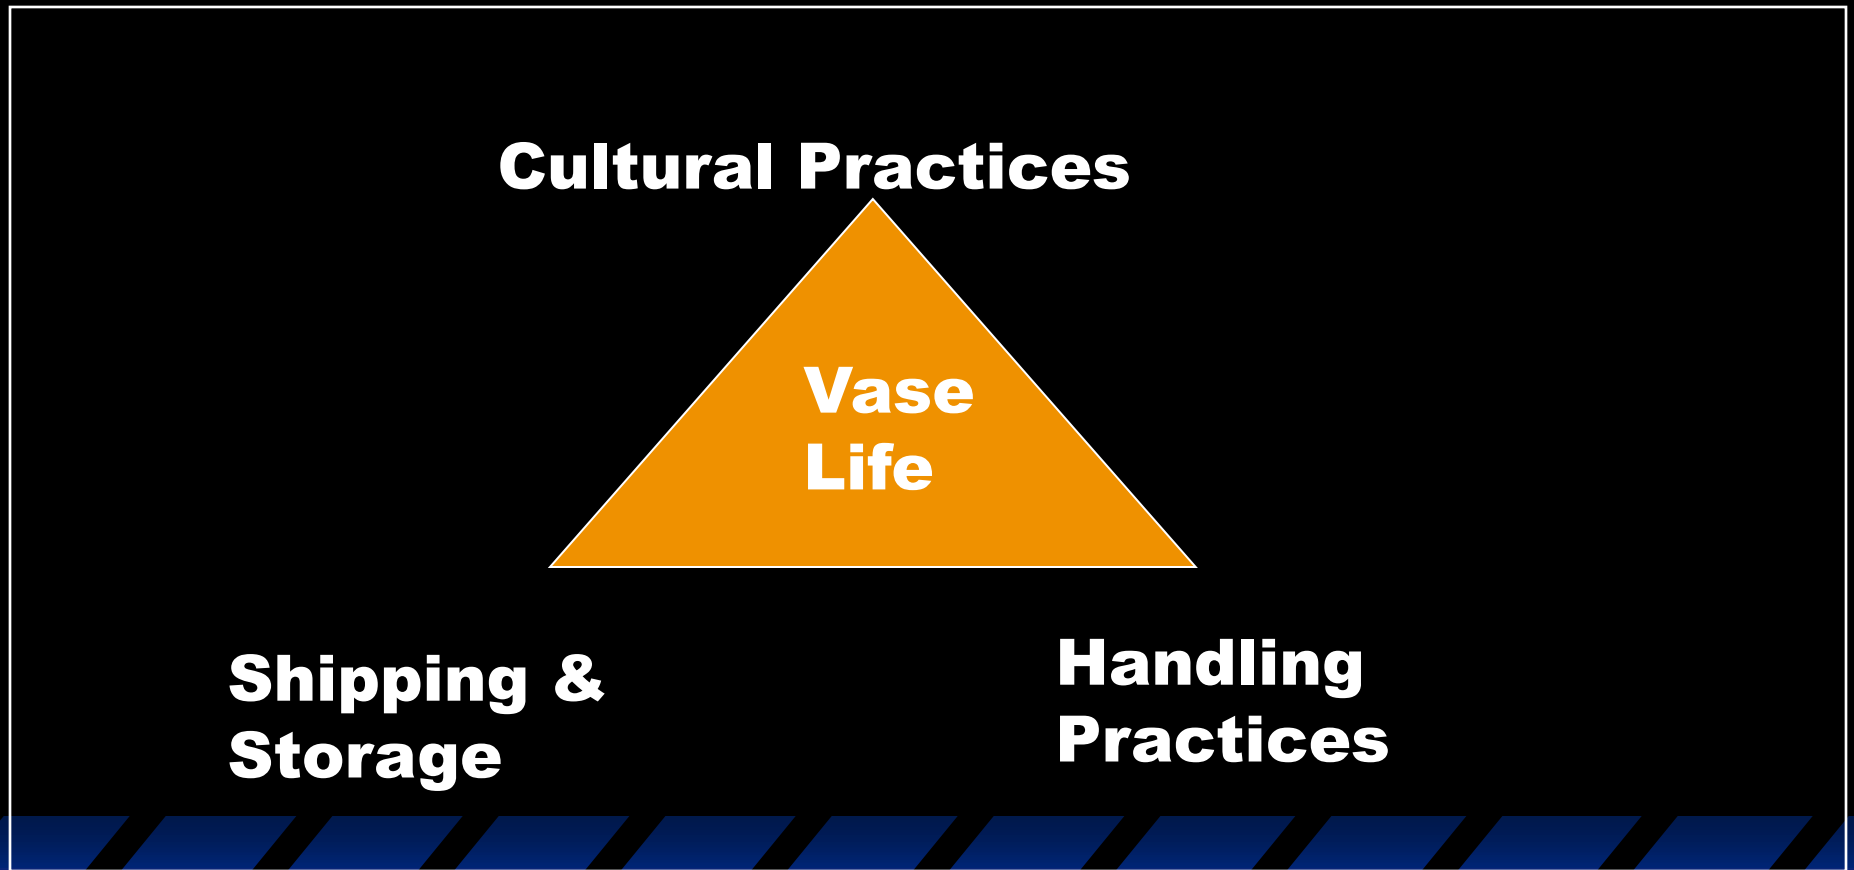 Cultural Practices
Vase
Life
Shipping &
Storage
Handling
Practices